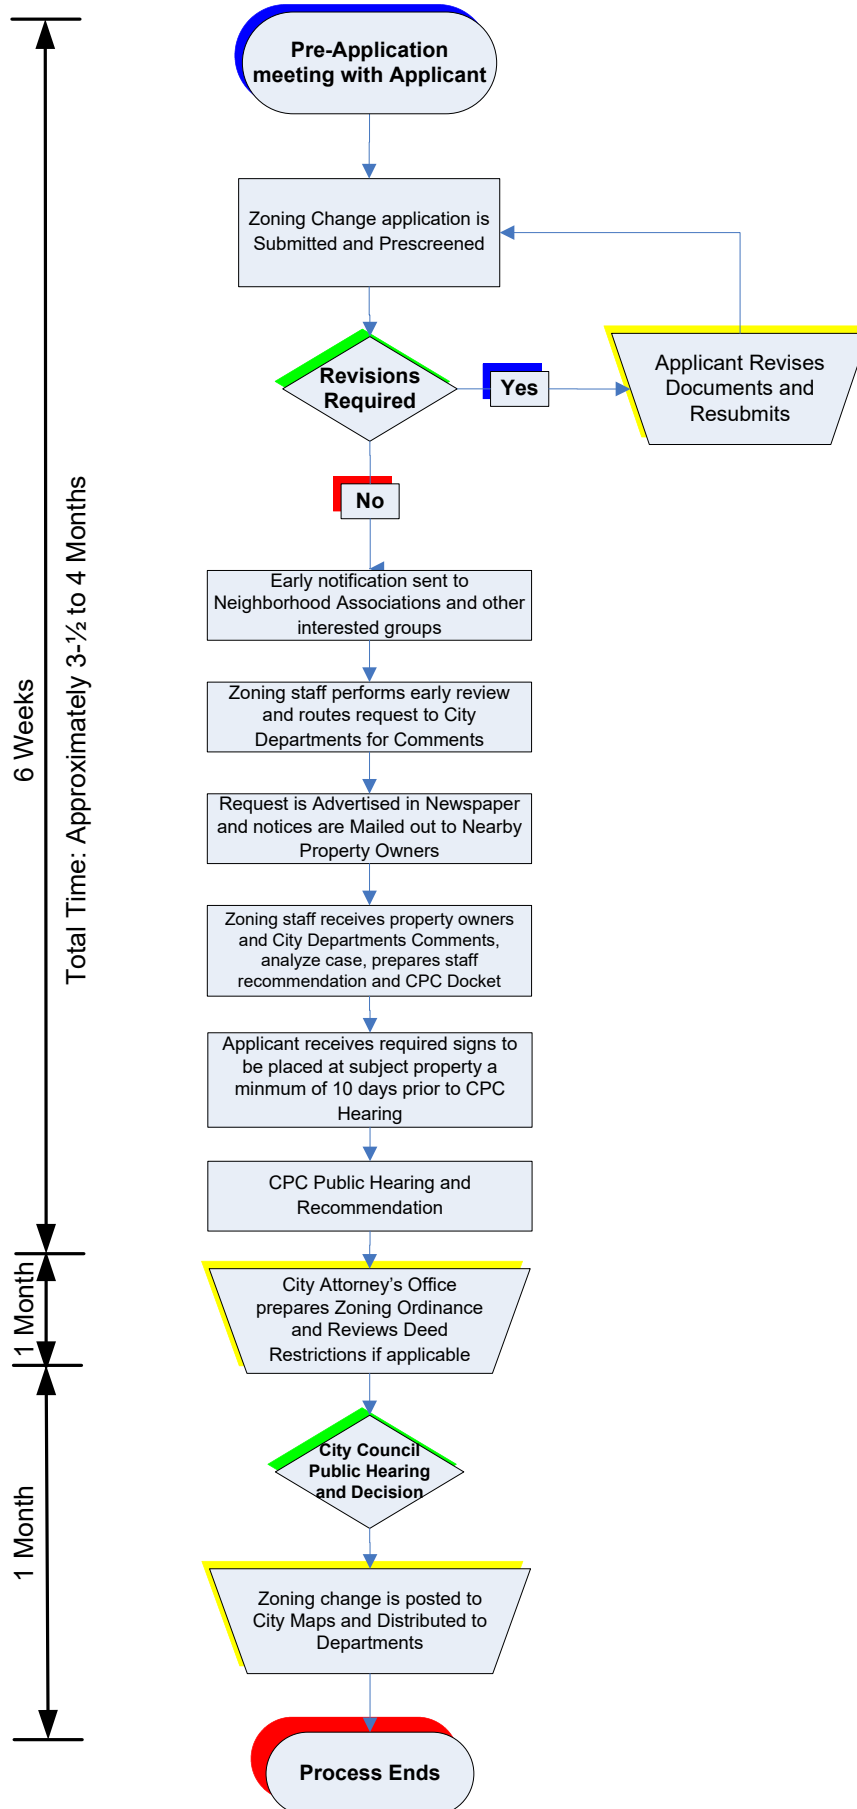 Pre-Application
meeting with Applicant
Zoning Change application is
Submitted and Prescreened
Revisions
Required
Yes
Applicant Revises
Documents and
Resubmits
No
Early notification sent to
Neighborhood Associations and other
interested groups
Zoning staff performs early review
and routes request to City
Departments for Comments
Request is Advertised in Newspaper
and notices are Mailed out to Nearby
Property Owners
Zoning staff receives property owners
and City Departments Comments,
analyze case, prepares staff
recommendation and CPC Docket
Applicant receives required signs to
be placed at subject property a
minmum of 10 days prior to CPC
Hearing
CPC Public Hearing and
Recommendation
City Attorney's Office
prepares Zoning Ordinance
and Reviews Deed
Restrictions if applicable
City Council
Public Hearing
and Decision
Zoning change is posted to
City Maps and Distributed to
Departments
Process Ends
6 Weeks
Total Time: Approximately 3-½ to 4 Months
1 Month
1 Month